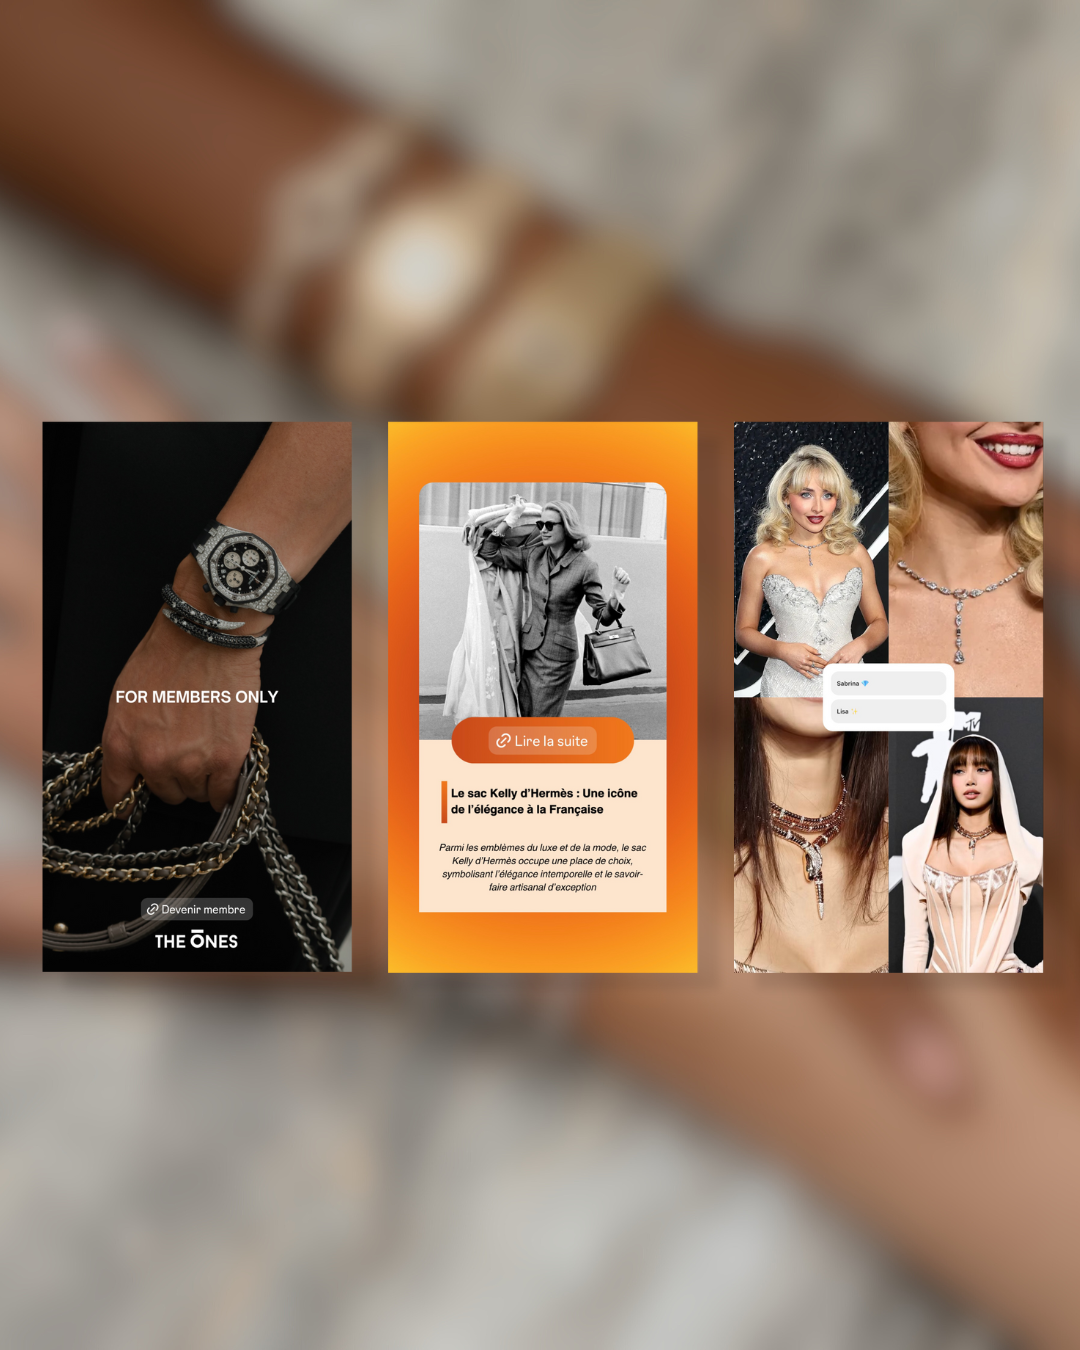 FOR MEMBERS ONLY
Devenir membre
THE ŌNES
Lire la suite
Le sac Kelly d'Hermès : Une icône
de l'élégance à la Française
Parmi les emblèmes du luxe et de la mode, le sac
Kelly d'Hermès occupe une place de choix,
symbolisant l'élégance intemporelle et le savoir-
faire artisanal d'exception
Sabrina 💎
Lisa ✨